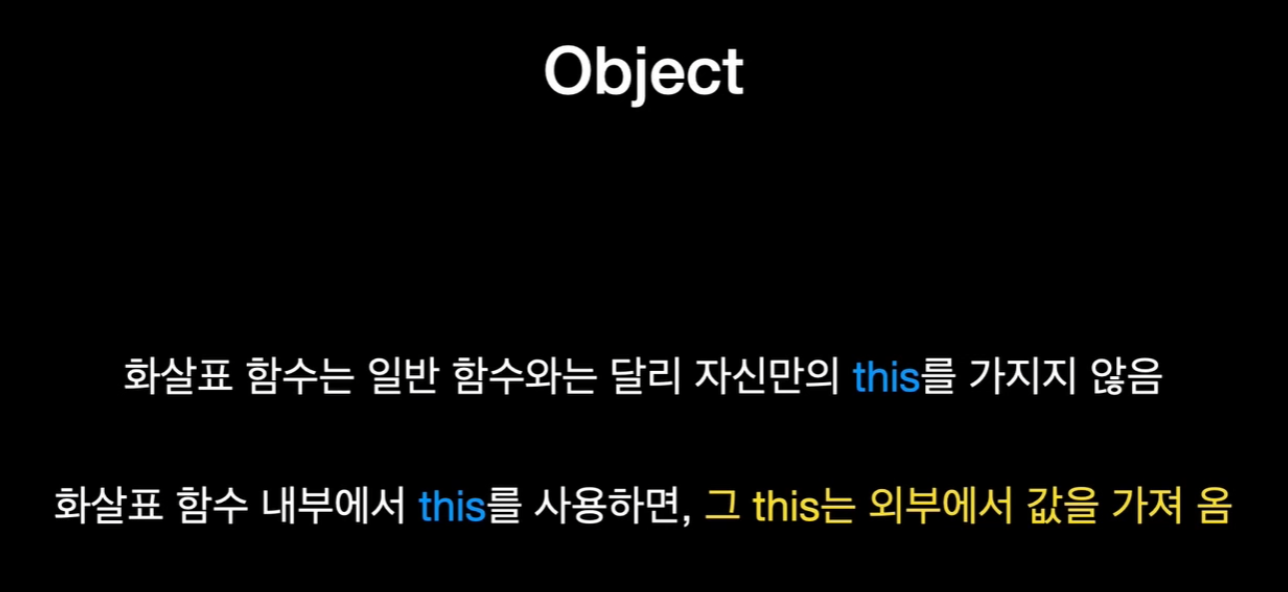 Object
화살표 함수는 일반 함수와는 달리 자신만의 this를 가지지 않음
화살표 함수 내부에서 this를 사용하면, 그 this는 외부에서 값을 가져 옴